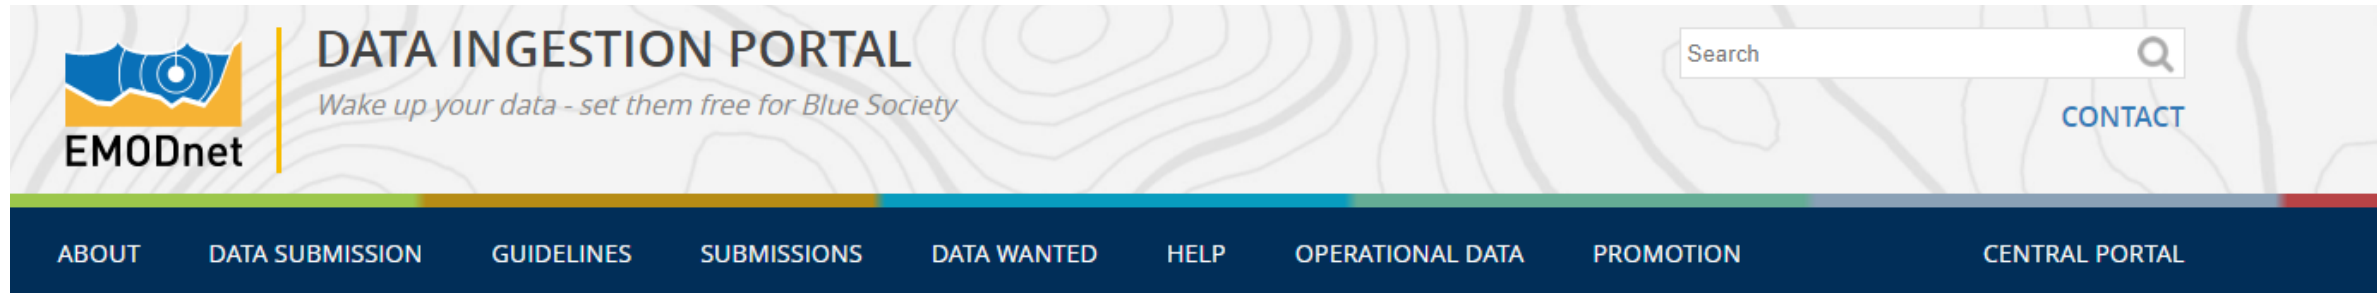 DATA INGESTION PORTAL
Wake up your data - set them free for Blue Society
EMODnet
Search
CONTACT
ABOUT DATA SUBMISSION GUIDELINES SUBMISSIONS DATA WANTED HELP OPERATIONAL DATA PROMOTION CENTRAL PORTAL